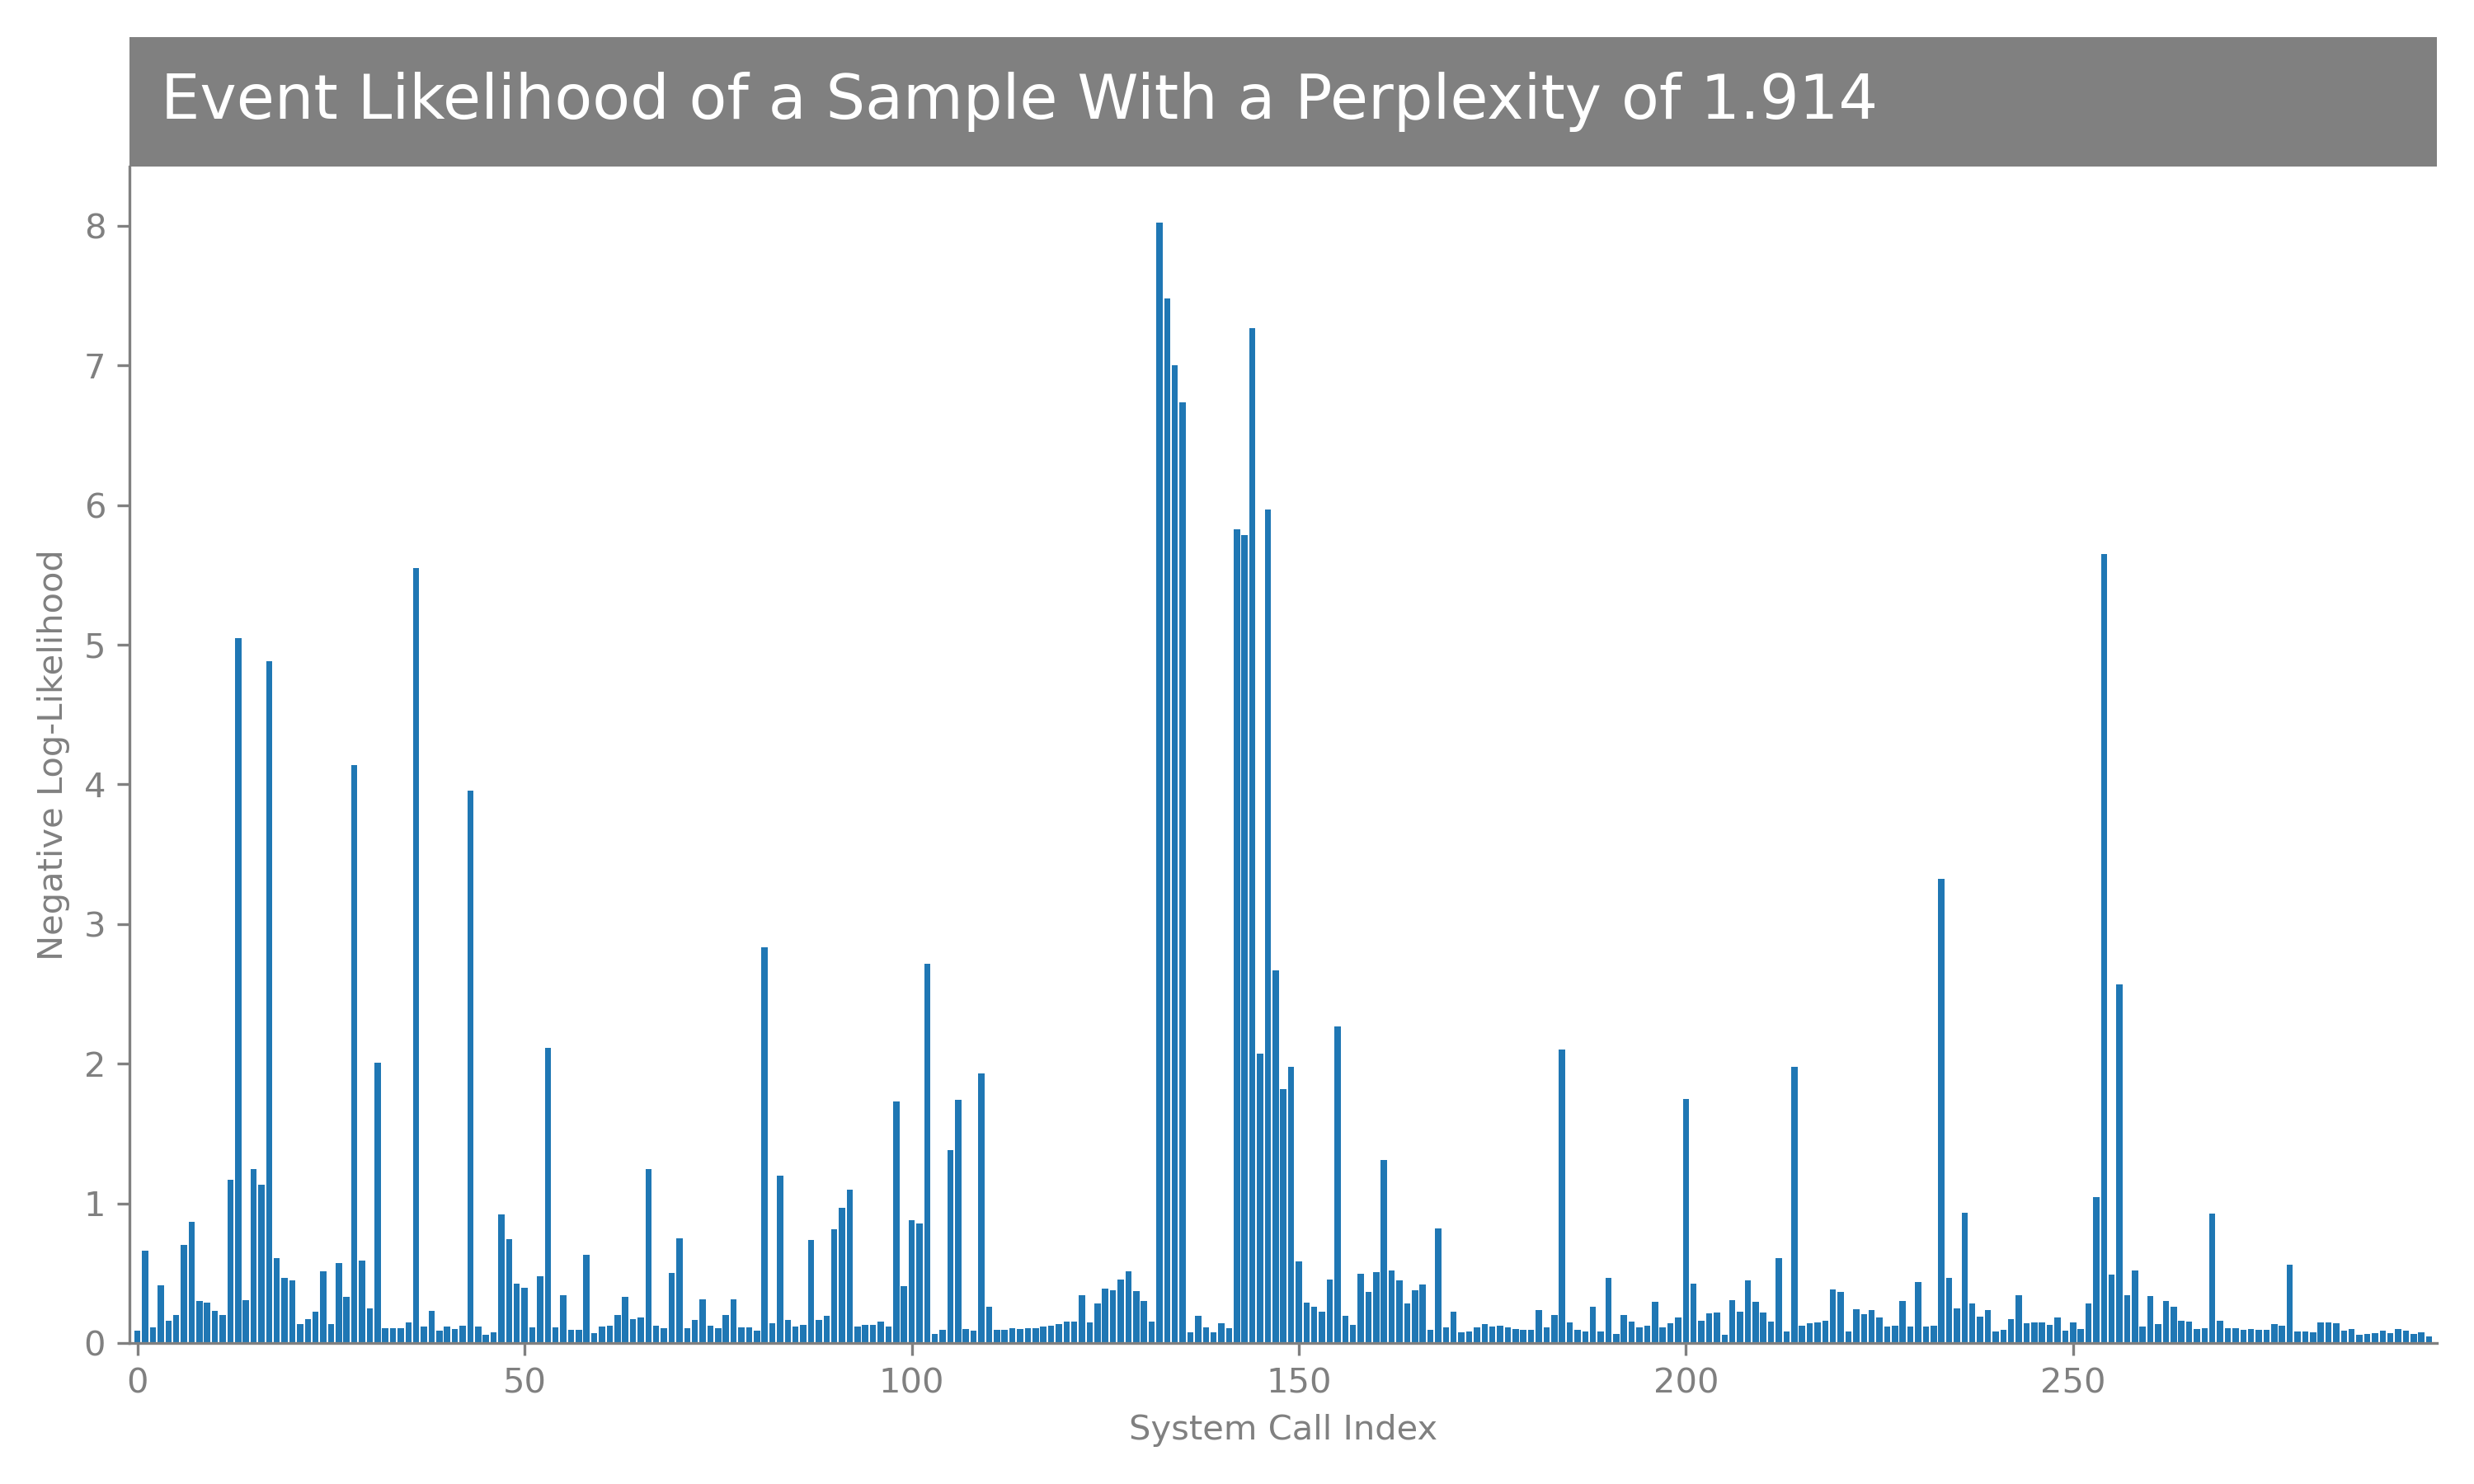 Event Likelihood of a Sample With a Perplexity of 1.914
8
7
6
5
4
3
2
1
0
Negative Log-Likelihood
0 50 100 150 200 250
System Call Index